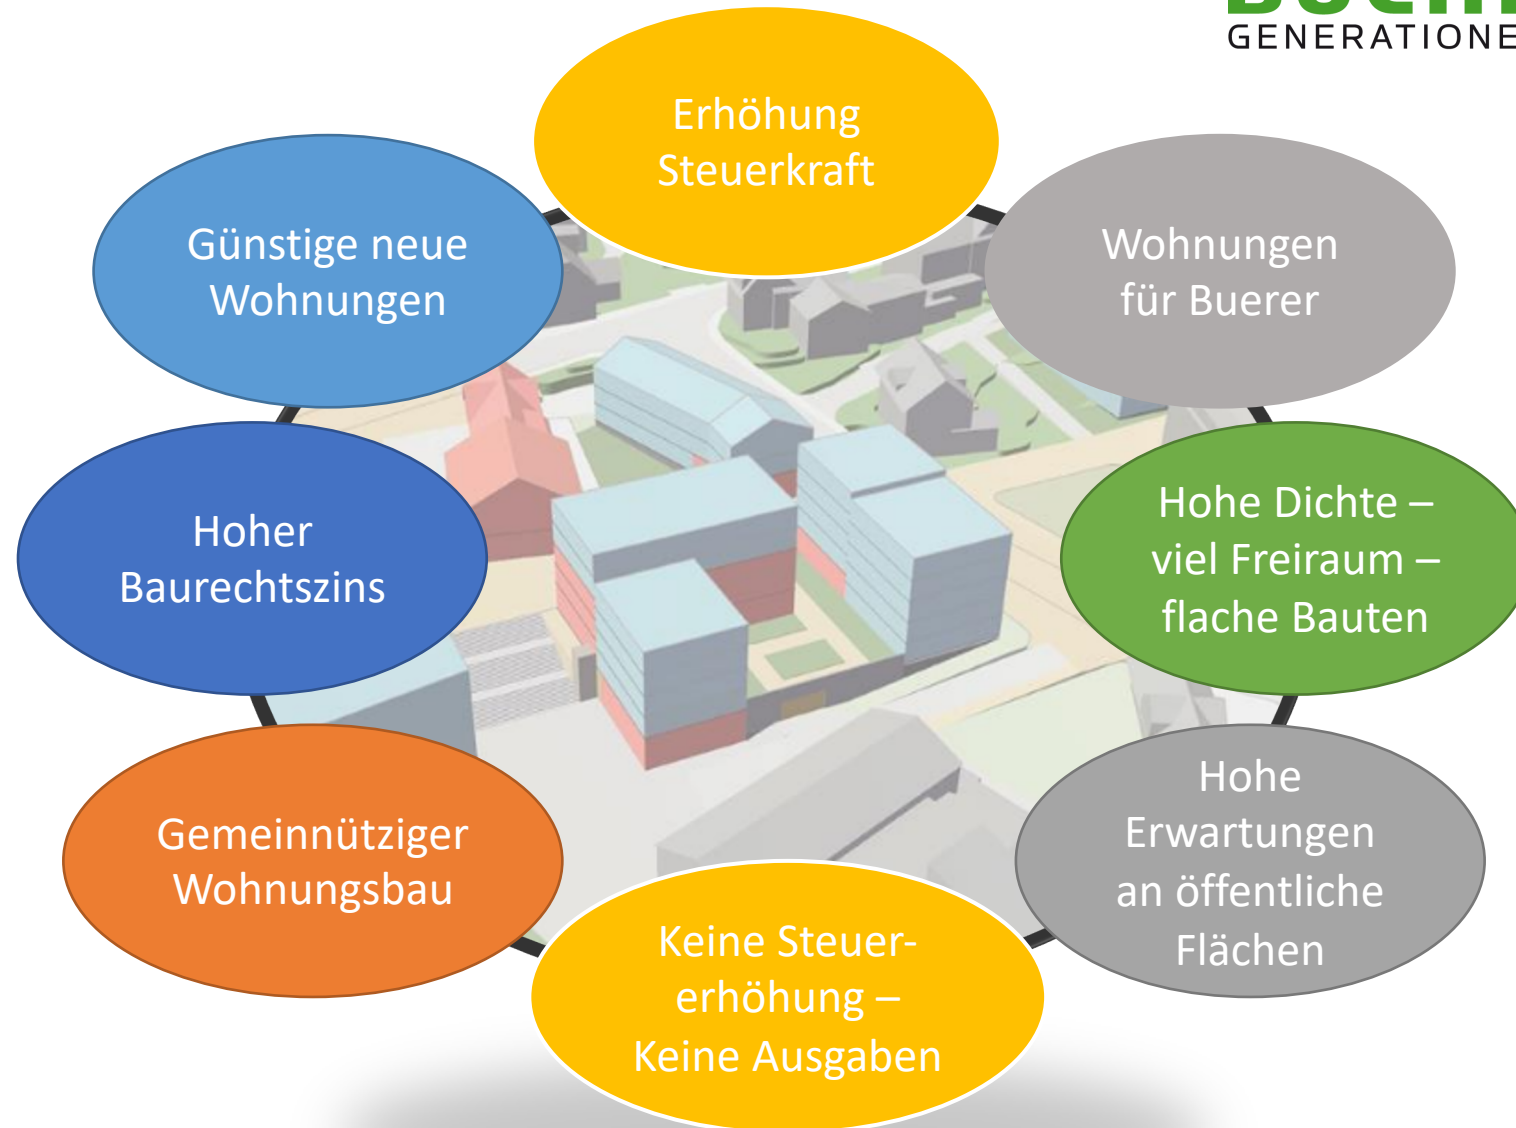 GENERATIONE
Erhöhung
Steuerkraft
Günstige neue
Wohnungen
Wohnungen
für Buerer
Hoher
Baurechtszins
Hohe Dichte –
viel Freiraum –
flache Bauten
Gemeinnütziger
Wohnungsbau
Hohe
Erwartungen
an öffentliche
Flächen
Keine Steuer-
erhöhung –
Keine Ausgaben